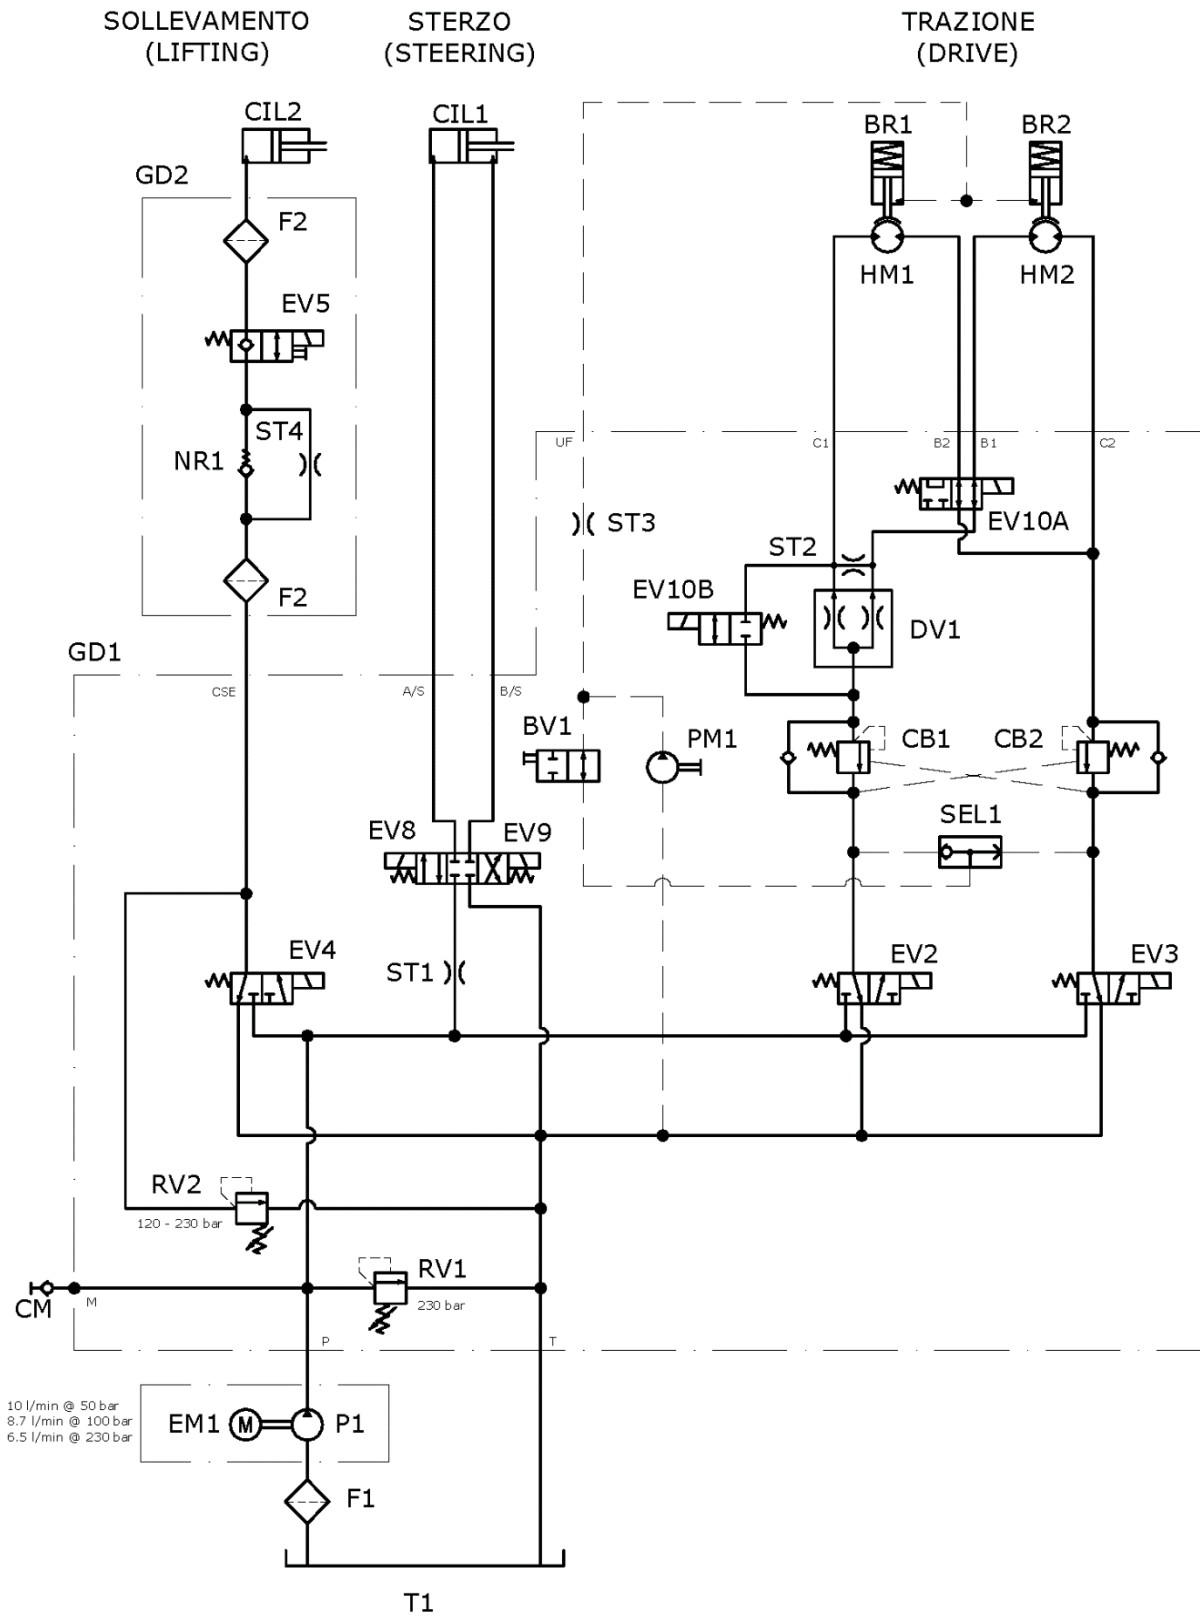 SOLLEVAMENTO
(LIFTING)
STERZO
(STEERING)
TRAZIONE
(DRIVE)
CIL2
CIL1
BR1
BR2
GD2
F2
HM1
HM2
EV5
ST4
NR1
UF
C1
B2
B1
C2
ST3
EV10A
ST2
EV10B
F2
DV1
GD1
CSE
A/S
B/S
BV1
PM1
CB1
CB2
SEL1
EV8
EV9
EV4
ST1
EV2
EV3
RV2
120 - 230 bar
RV1
230 bar
CM
M
P
T
10 l/min @ 50 bar
8.7 l/min @ 100 bar
6.5 l/min @ 230 bar
EM1
M
P1
F1
T1